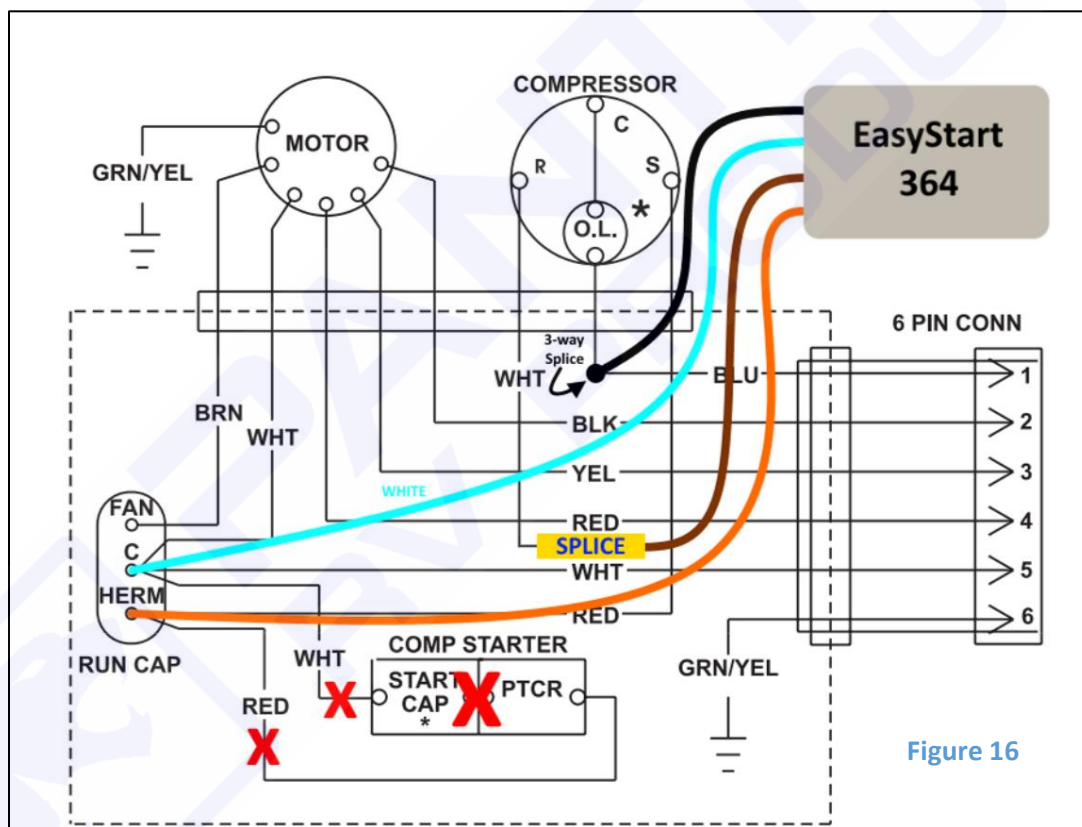 COMPRESSOR
MOTOR
C
R
S
O.L.
*
GRN/YEL
EasyStart
364
6 PIN CONN
3-way
Splice
WHT
BLU
1
BRN
WHT
BLK
2
YEL
3
WHITE
FAN
RED
4
C
SPLICE
WHT
5
HERM
RED
6
RUN CAP
WHT
COMP STARTER
START
CAP
*
PTCR
GRN/YEL
RED
X
X
X
Figure 16